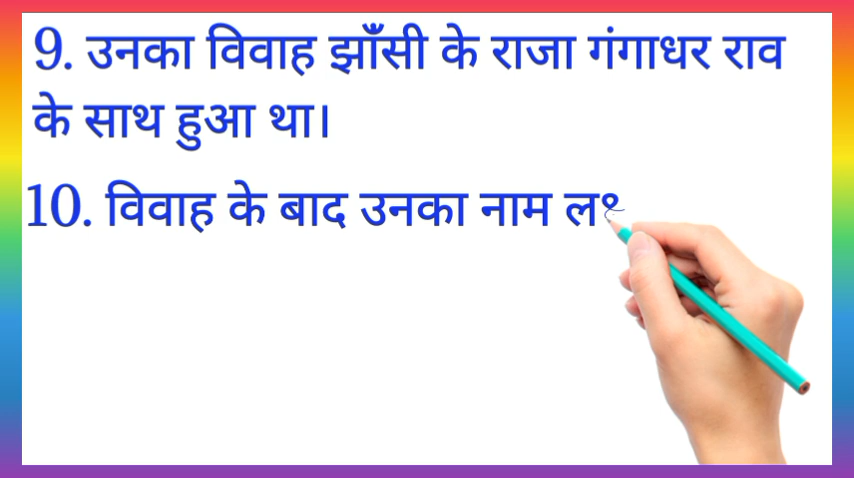 9. उनका विवाह झाँसी के राजा गंगाधर राव
के साथ हुआ था।
10. विवाह के बाद उनका नाम